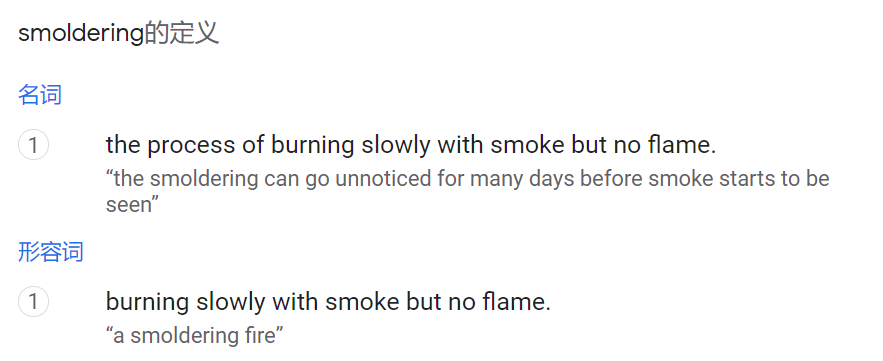 smoldering的定义
名词
1 the process of burning slowly with smoke but no flame.
“the smoldering can go unnoticed for many days before smoke starts to be
seen”
形容词
1 burning slowly with smoke but no flame.
“a smoldering fire”